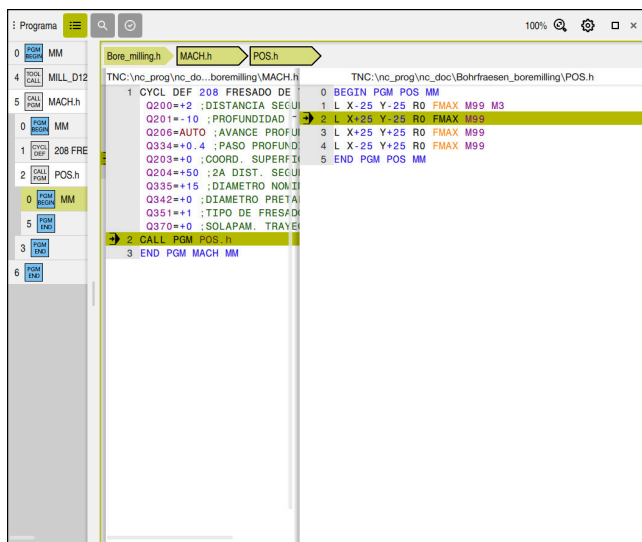 Programa 100%
0 PGM BEGIN MM
4 TOOL CALL MILL_D12
5 CALL PGM MACH.h
0 PGM BEGIN MM
1 CYCL DEF 208 FRE
2 CALL PGM POS.h
0 PGM BEGIN MM
5 PGM END
3 PGM END
6 PGM END
Bore_milling.h MACH.h POS.h
TNC:\nc_prog\nc_do...boremilling\MACH.h
1 CYCL DEF 208 FRESADO DE
Q200=+2 ;DISTANCIA SEGU
Q201=-10 ;PROFUNDIDAD
Q206=AUTO ;AVANCE PROFU
Q334=+0.4 ;PASO PROFUND
Q203=+0 ;COORD. SUPERFI
Q204=+50 ;2A DIST. SEGU
Q335=+15 ;DIAMETRO NOMI
Q342=+0 ;DIAMETRO PRETA
Q351=+1 ;TIPO DE FRESADO
Q370=+0 ;SOLAPAM. TRAYE
2 CALL PGM POS.h
3 END PGM MACH MM
TNC:\nc_prog\nc_doc\Bohrfraesen_boremilling\POS.h
0 BEGIN PGM POS MM
1 L X-25 Y-25 R0 FMAX M99 M3
2 L X+25 Y-25 R0 FMAX M99
3 L X+25 Y+25 R0 FMAX M99
4 L X-25 Y+25 R0 FMAX M99
5 END PGM POS MM